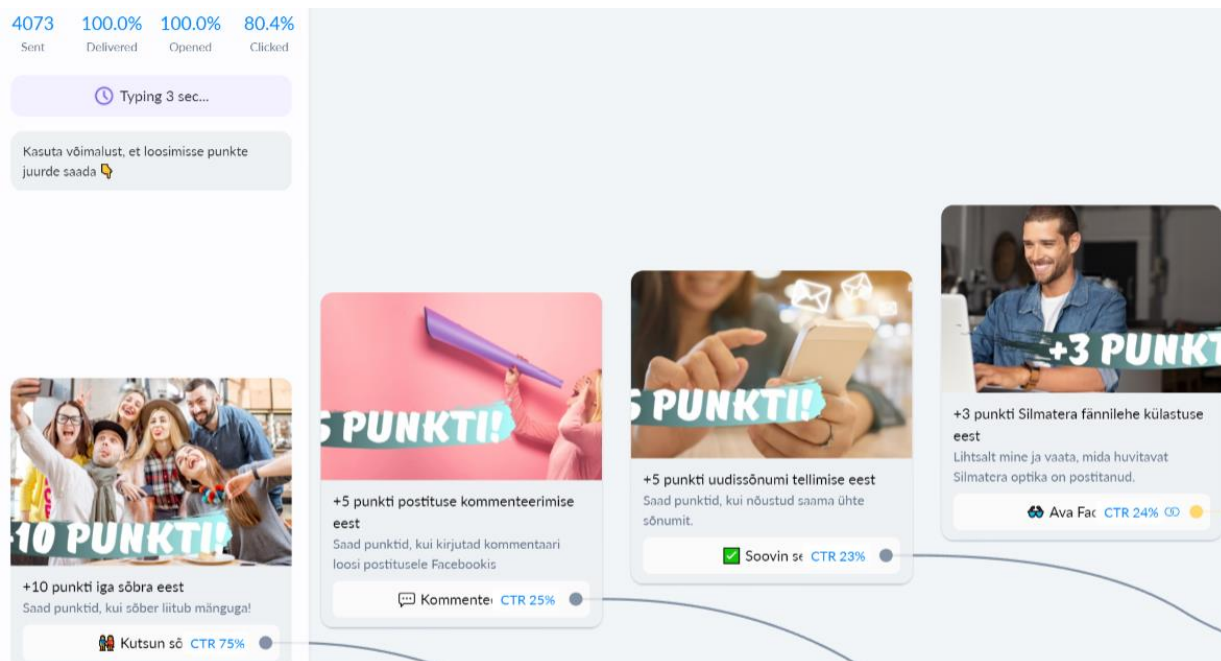 4073 100.0% 100.0% 80.4%
Sent Delivered Opened Clicked
Typing 3 sec...
Kasuta võimalust, et loosimisse punkte
juurde saada
+10 PUNKTI!
+10 punkti iga sõbra eest
Saad punktid, kui sõber liitub mänguga!
Kutsun sõ CTR 75%
5 PUNKTI!
+5 punkti postituse kommenteerimise
eest
Saad punktid, kui kirjutad kommentaari
loosi postitusele Facebookis
Kommentee CTR 25%
5 PUNKTI!
+5 punkti uudissõnumi tellimise eest
Saad punktid, kui nõustud saama ühte
sõnumit.
Soovin se CTR 23%
+3 PUNKT
+3 punkti Silmatera fännilehe külastuse
eest
Lihtsalt mine ja vaata, mida huvitavat
Silmatera optika on postitanud.
Ava Fac CTR 24%